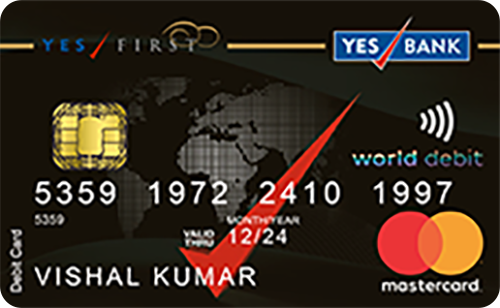 YES FIRST
YES BANK
world debit
5359 1972 2410 1997
5359
MONTH/YEAR
VALID THRU 12/24
VISHAL KUMAR
mastercard.
Debit Card